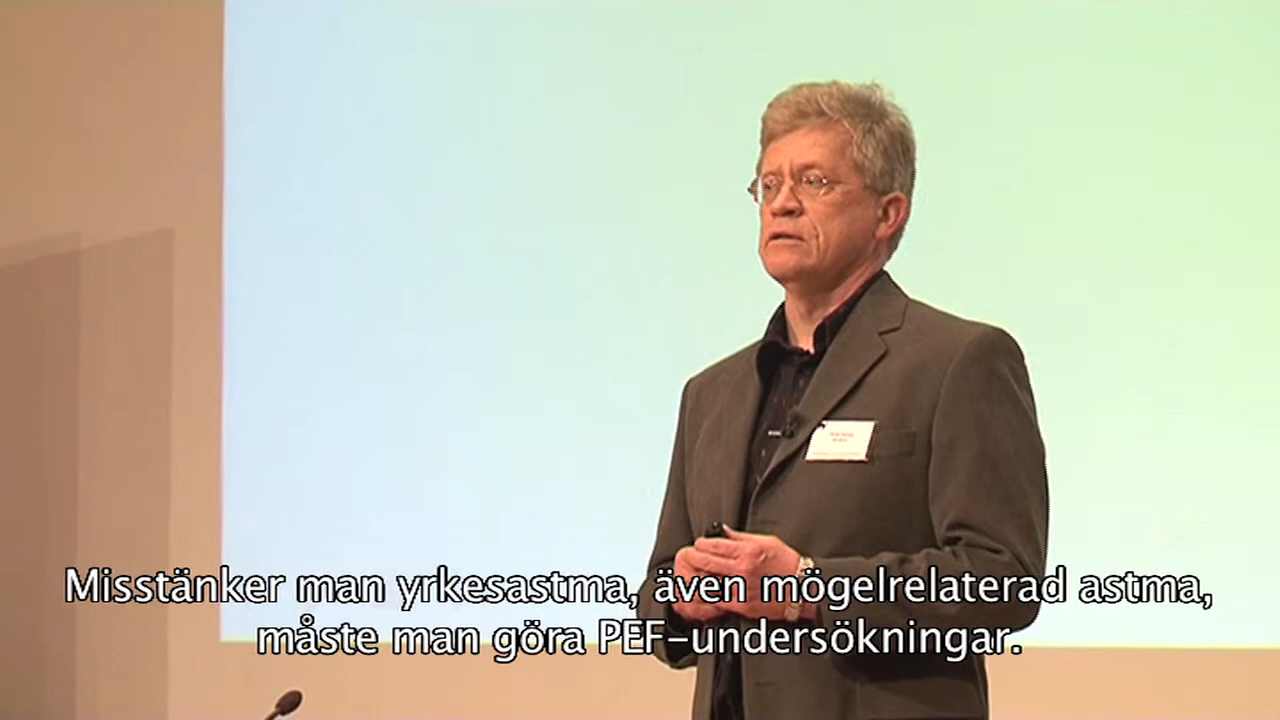 Misstänker man yrkesastma, även mögelrelaterad astma,
måste man göra PEF–undersökningar.